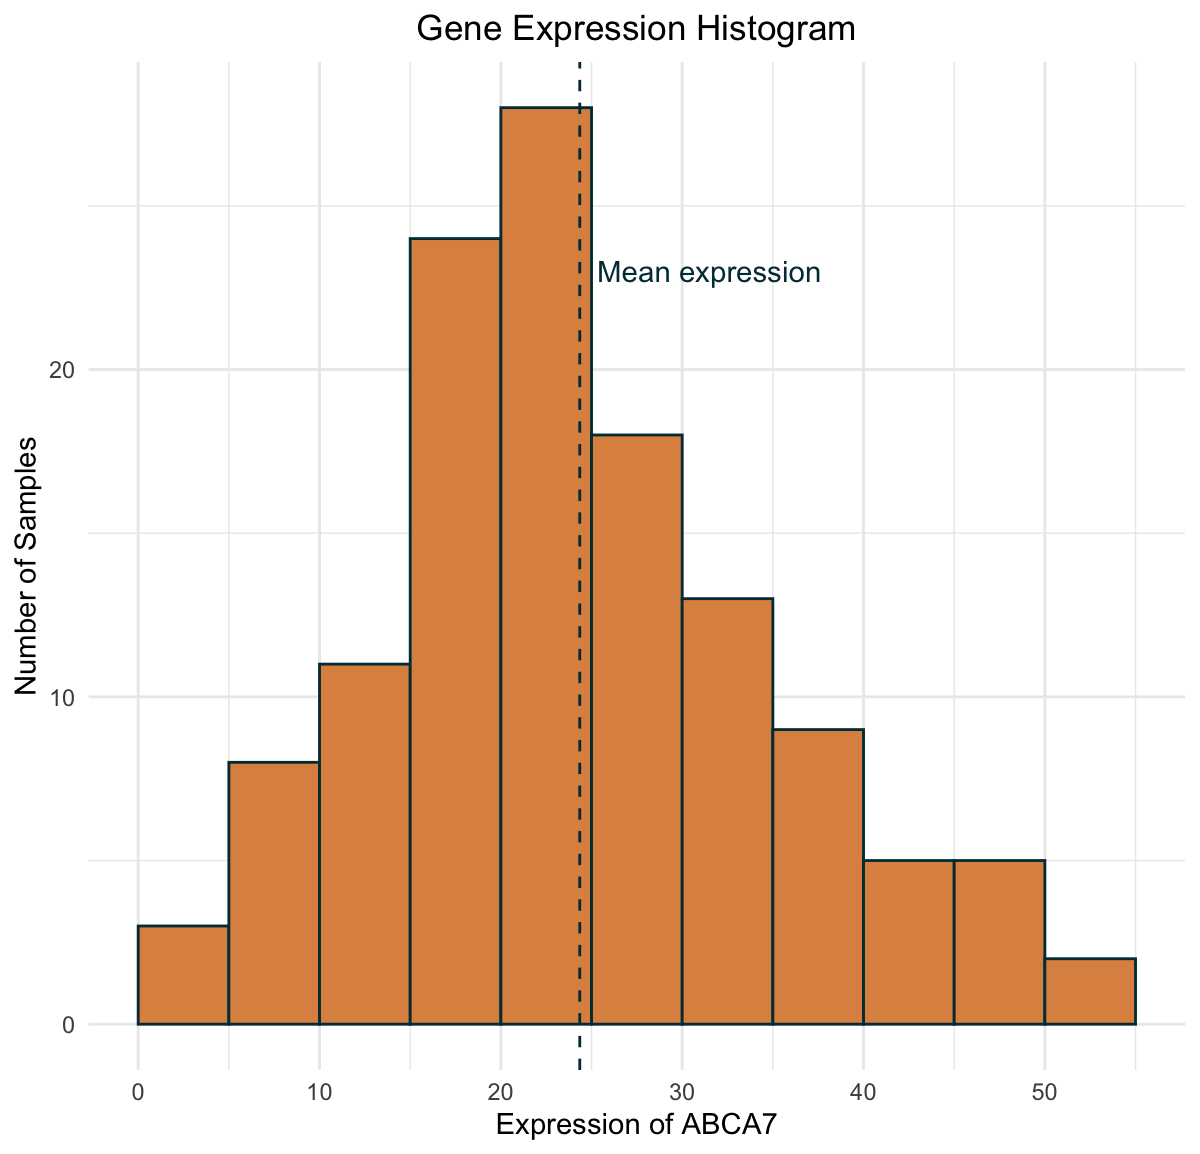 Gene Expression Histogram
Mean expression
Number of Samples
20
10
0
0 10 20 30 40 50
Expression of ABCA7